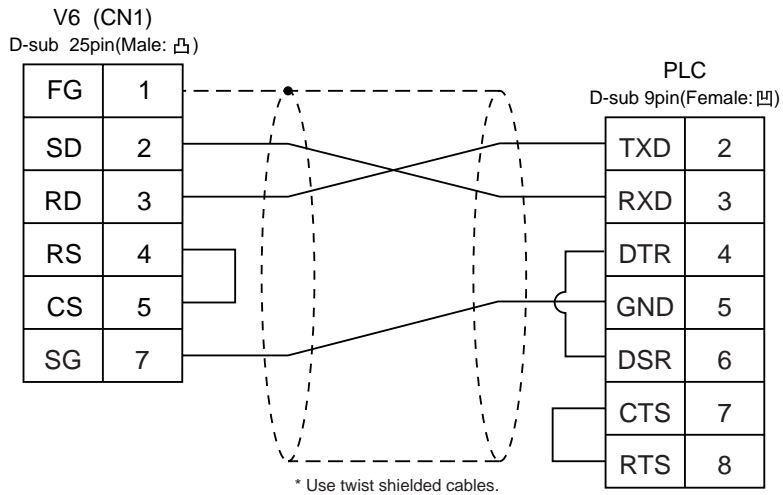 V6 (CN1)
D-sub 25pin(Male: 凸)
FG 1
SD 2
RD 3
RS 4
CS 5
SG 7
PLC
D-sub 9pin(Female: 凹)
TXD 2
RXD 3
DTR 4
GND 5
DSR 6
CTS 7
RTS 8
* Use twist shielded cables.